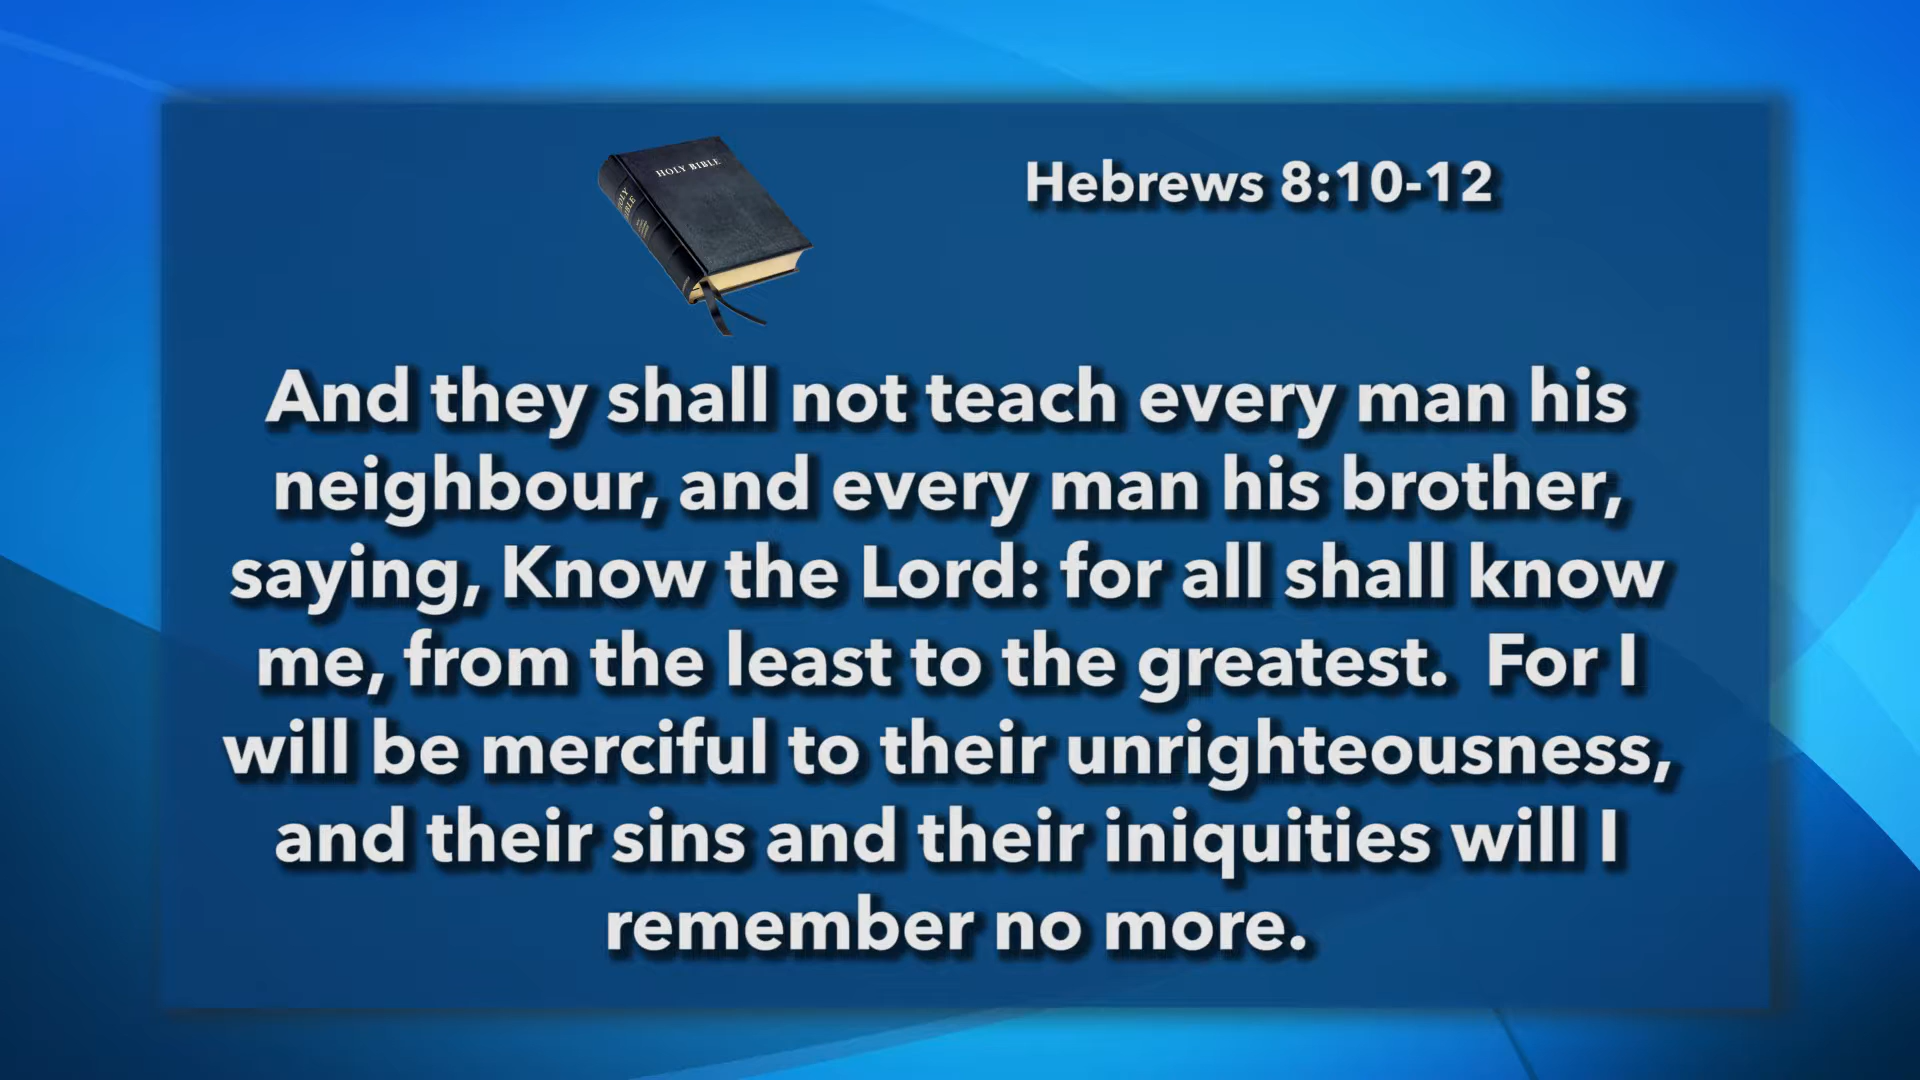 HOLY BIBLE
HOLY
BIBLE
Hebrews 8:10-12
And they shall not teach every man his
neighbour, and every man his brother,
saying, Know the Lord: for all shall know
me, from the least to the greatest.  For I
will be merciful to their unrighteousness,
and their sins and their iniquities will I
remember no more.